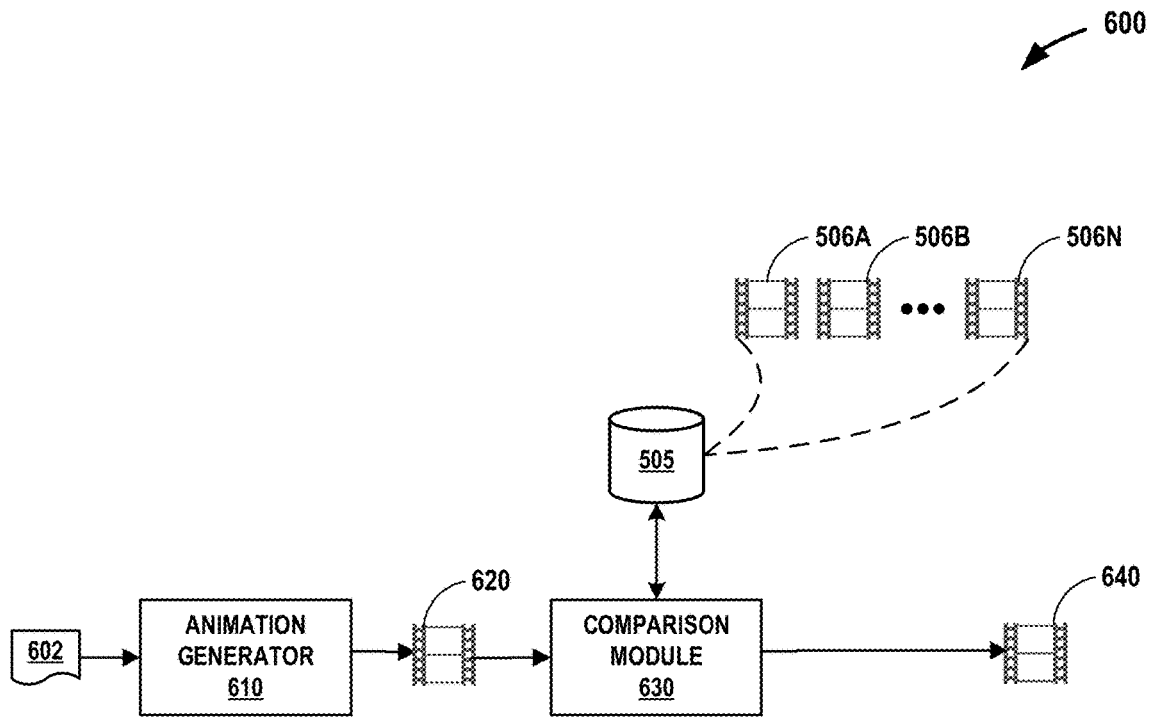 600
506A
506B
506N
505
620
640
602
ANIMATION
GENERATOR
610
COMPARISON
MODULE
630